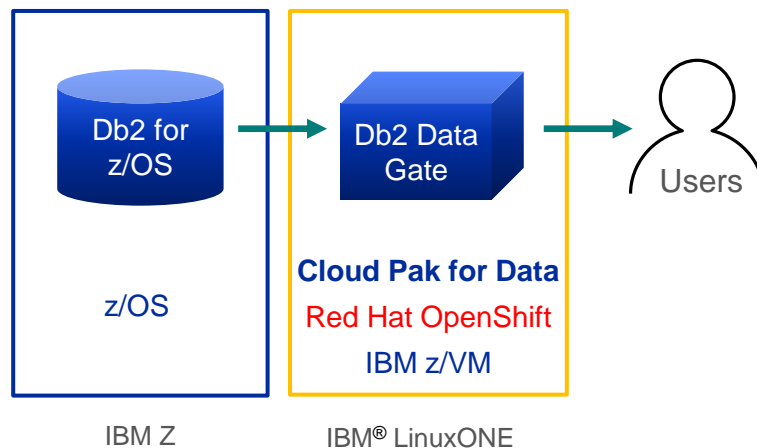 Db2 for
z/OS
Db2 Data
Gate
Users
z/OS
Cloud Pak for Data
Red Hat OpenShift
IBM z/VM
IBM Z
IBM® LinuxONE